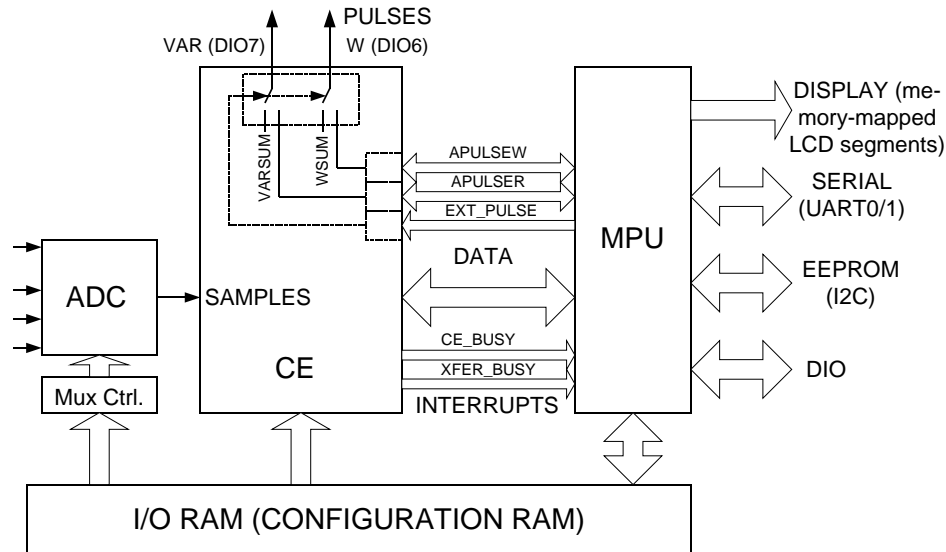 PULSES
VAR (DIO7)
W (DIO6)
DISPLAY (me-
mory-mapped
LCD segments)
VARSUM
WSUM
APULSEW
APULSER
EXT_PULSE
SERIAL
(UART0/1)
MPU
DATA
ADC
SAMPLES
EEPROM
(I2C)
CE_BUSY
CE
XFER_BUSY
DIO
Mux Ctrl.
INTERRUPTS
I/O RAM (CONFIGURATION RAM)